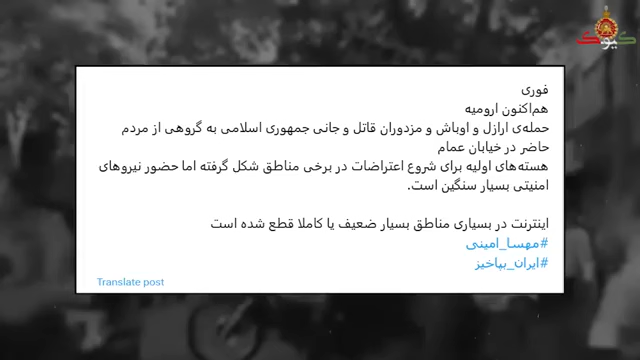 گیونگ
فوری
هم‌اکنون ارومیه
حمله‌ی ارازل و اوباش و مزدوران قاتل و جانی جمهوری اسلامی به گروهی از مردم
حاضر در خیابان عمام
هسته‌های اولیه برای شروع اعتراضات در برخی مناطق شکل گرفته اما حضور نیروهای
امنیتی بسیار سنگین است.
اینترنت در بسیاری مناطق بسیار ضعیف یا کاملا قطع شده است
#مهسا_امینی
#ایران_بپاخیز
Translate post